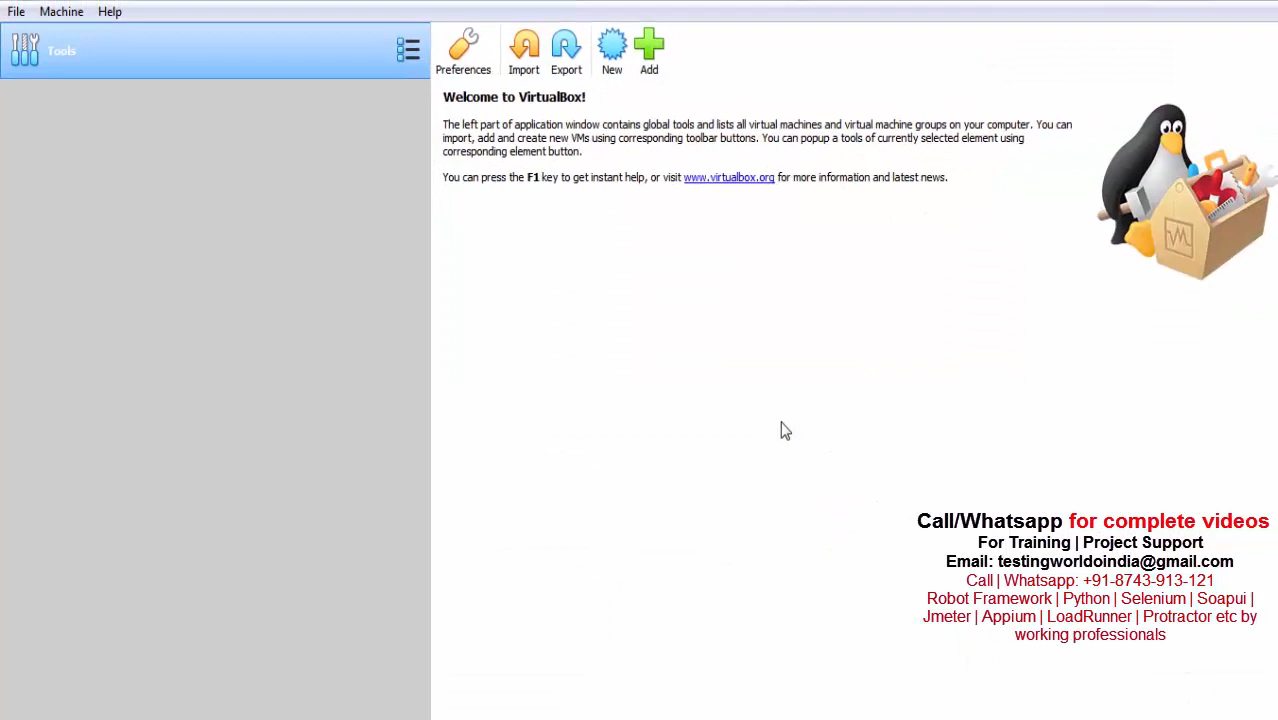 File Machine Help
Tools
Preferences Import Export New Add
Welcome to VirtualBox!
The left part of application window contains global tools and lists all virtual machines and virtual machine groups on your computer. You can
import, add and create new VMs using corresponding toolbar buttons. You can popup a tools of currently selected element using
corresponding element button.
You can press the F1 key to get instant help, or visit www.virtualbox.org for more information and latest news.
Call/Whatsapp for complete videos
For Training | Project Support
Email: testingworldoindia@gmail.com
Call | Whatsapp: +91-8743-913-121
Robot Framework | Python | Selenium | Soapui |
Jmeter | Appium | LoadRunner | Protractor etc by
working professionals